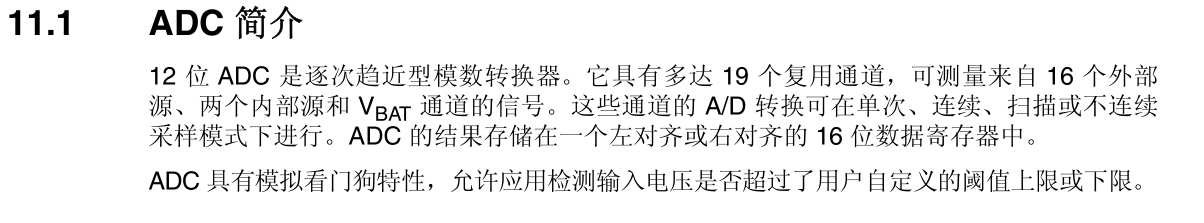 11.1 ADC 简介
12 位 ADC 是逐次趋近型模数转换器。它具有多达 19 个复用通道，可测量来自 16 个外部
源、两个内部源和 VBAT 通道的信号。这些通道的 A/D 转换可在单次、连续、扫描或不连续
采样模式下进行。ADC 的结果存储在一个左对齐或右对齐的 16 位数据寄存器中。
ADC 具有模拟看门狗特性，允许应用检测输入电压是否超过了用户自定义的阈值上限或下限。